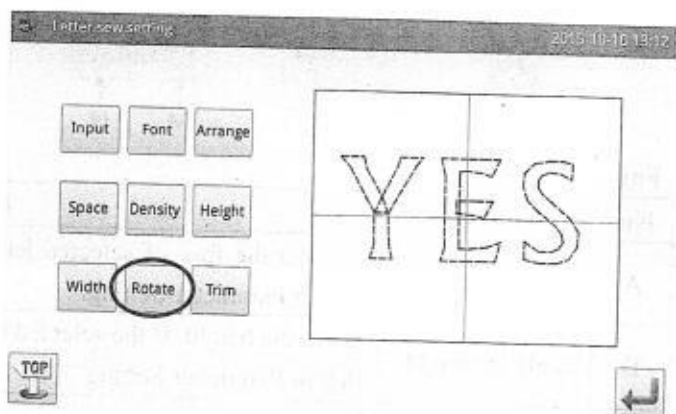 Letter sew setting
2015-10-10 13:12
Input Font Arrange
YES
Space Density Height
Width Rotate Trim
TOP